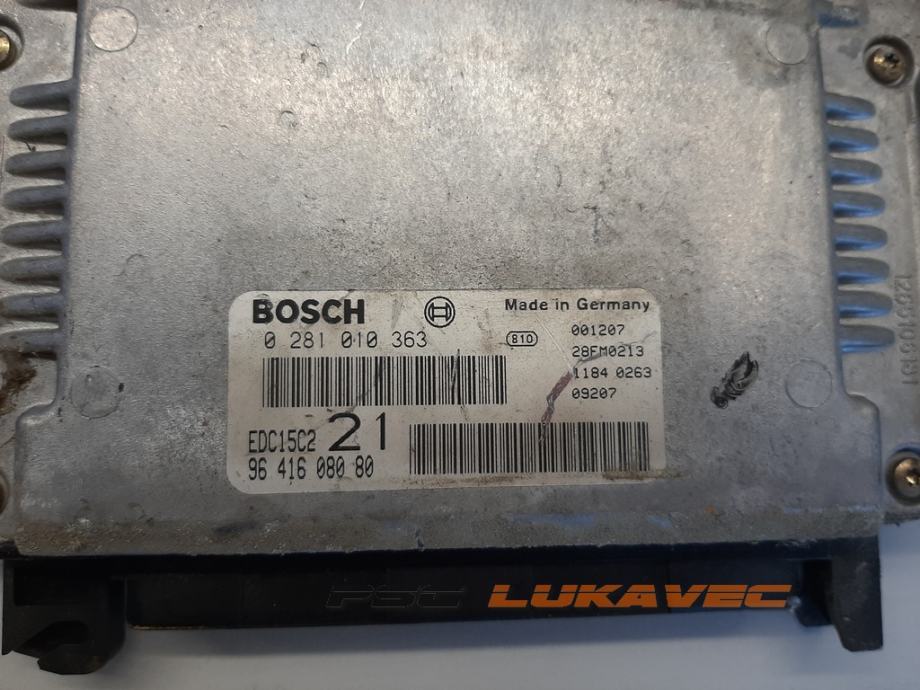 BOSCH
Made in Germany
0 281 010 363
810
001207
28FM0213
1184 0263
09207
EDC15C2 21
96 416 080 80
PSC LUKAVEC